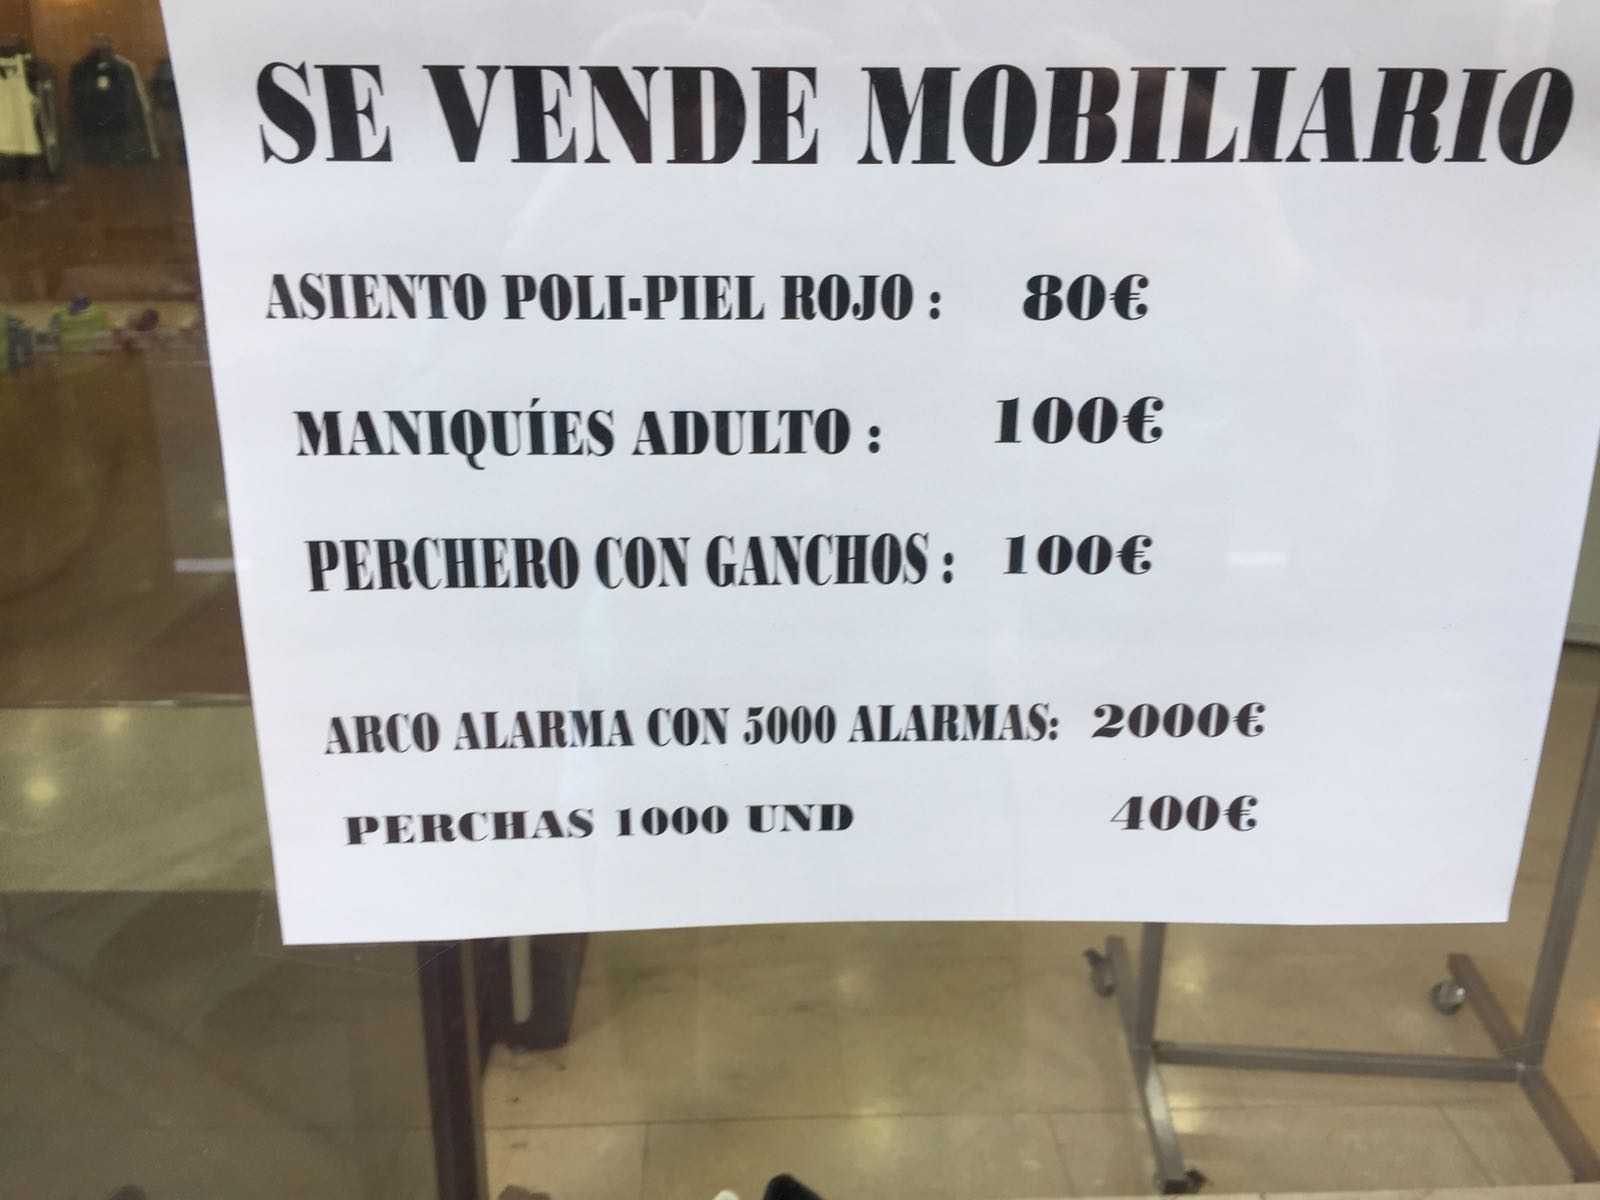 SE VENDE MOBILIARIO
ASIENTO POLI-PIEL ROJO : 80€
MANIQUÍES ADULTO : 100€
PERCHERO CON GANCHOS : 100€
ARCO ALARMA CON 5000 ALARMAS: 2000€
PERCHAS 1000 UND 400€